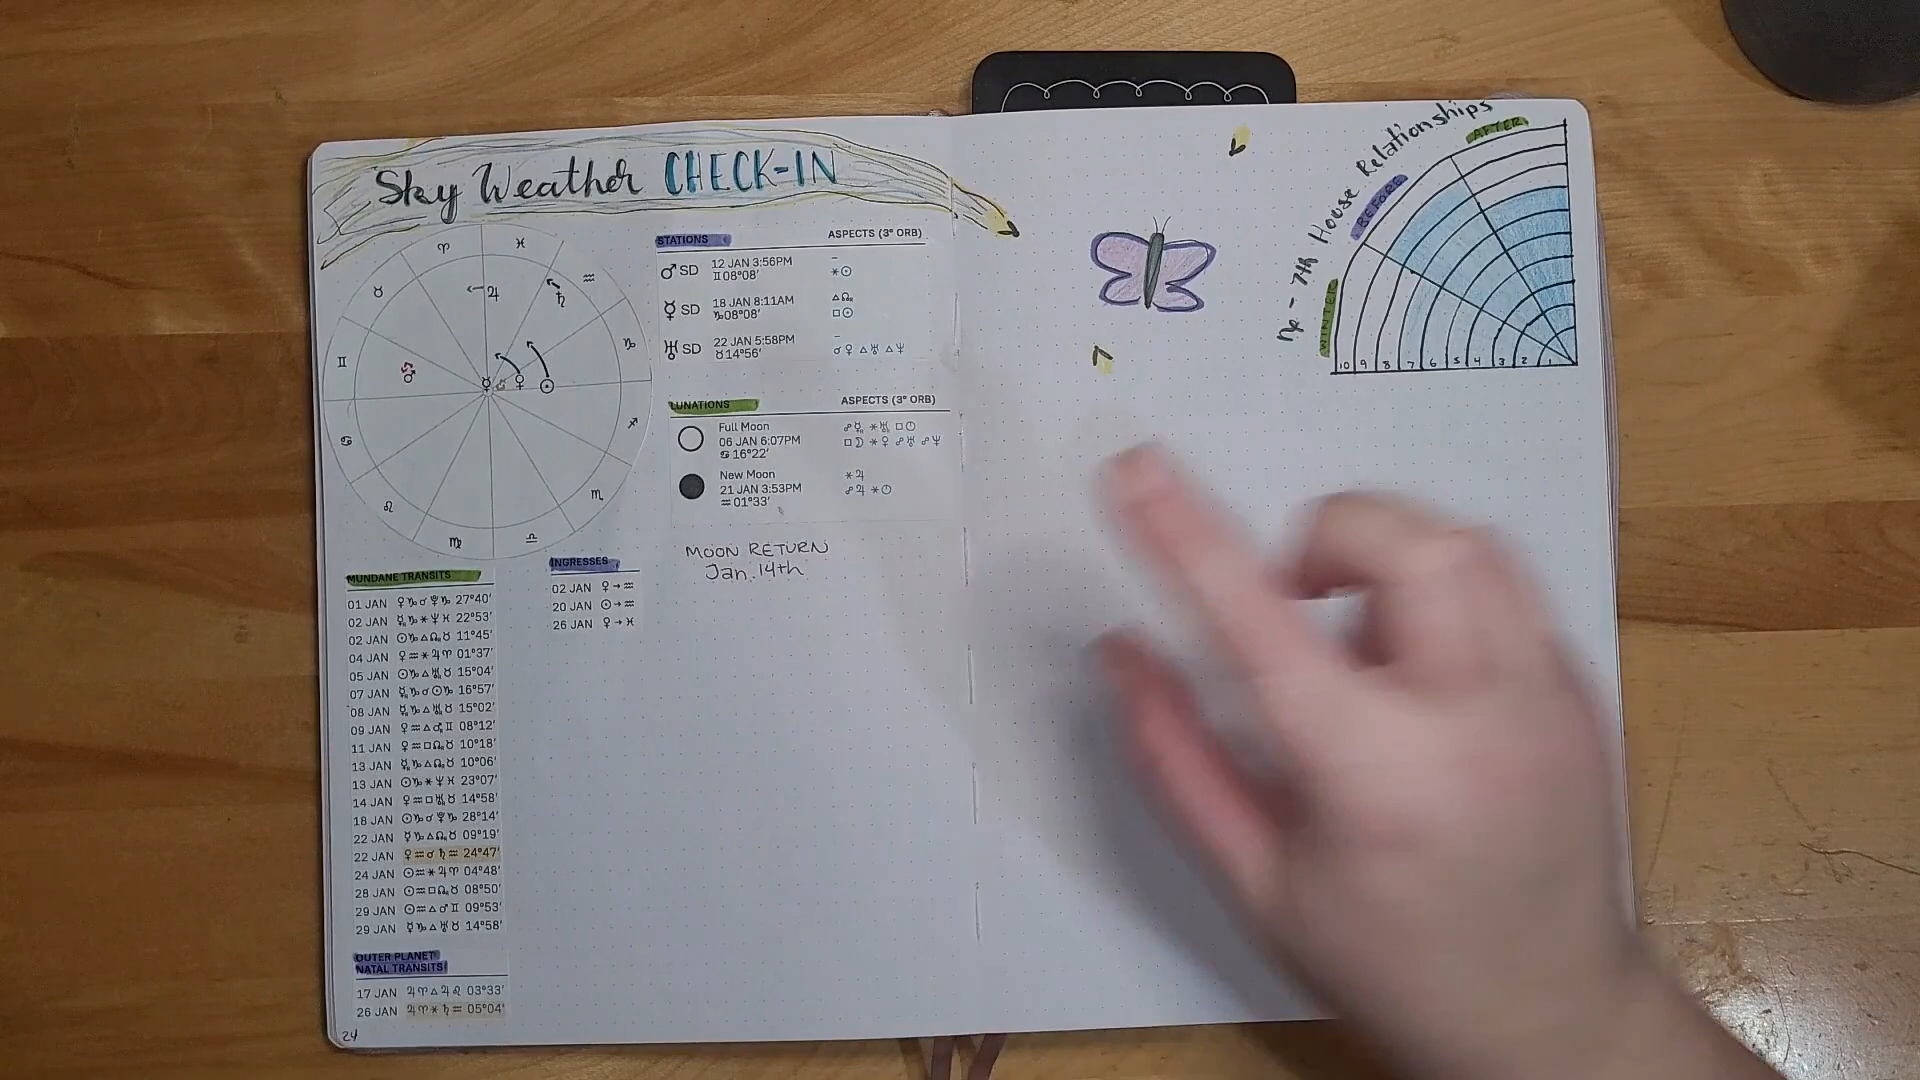 Sky Weather CHECK-IN
♈ ♓ ♒ ♑ ♐ ♏ ♎ ♍ ♌ ♋ ♊ ♉
♃ ♄ ♂ ☿ ♀ ☉
STATIONS ASPECTS (3° ORB)
♂ SD 12 JAN 3:56PM –
♊08°08' ⚹☉
☿ SD 18 JAN 8:11AM △☊
♑08°08' □☉
♅ SD 22 JAN 5:58PM –
♉14°56' ☌♀ △♅ △♆
LUNATIONS ASPECTS (3° ORB)
Full Moon
06 JAN 6:07PM
♋16°22' □☽ ⚹♀ ☍♅ ☍♆
New Moon ⚹♃
21 JAN 3:53PM
♒01°33'
MOON RETURN
Jan. 14th
MUNDANE TRANSITS
01 JAN ♀♑☌♇♑ 27°40'
02 JAN ☿♑⚹♆♓ 22°53'
02 JAN ☉♑△☊♉ 11°45'
04 JAN ♀♒⚹♃♈ 01°37'
05 JAN ☉♑△♅♉ 15°04'
07 JAN ☿♑☌☉♑ 16°57'
08 JAN ☿♑△♅♉ 15°02'
09 JAN ♀♒△♂♊ 08°12'
11 JAN ♀♒□☊♉ 10°18'
13 JAN ☿♑△☊♉ 10°06'
13 JAN ☉♑⚹♆♓ 23°07'
14 JAN ♀♒□♅♉ 14°58'
18 JAN ☉♑☌♇♑ 28°14'
22 JAN ☿♑△☊♉ 09°19'
22 JAN ♀♒☌♄♒ 24°47'
24 JAN ☉♒⚹♃♈ 04°48'
28 JAN ☉♒□☊♉ 08°50'
29 JAN ☉♒△♂♊ 09°53'
29 JAN ☿♑△♅♉ 14°58'
INGRESSES
02 JAN ♀→♒
20 JAN ☉→♒
26 JAN ♀→♓
OUTER PLANET
NATAL TRANSITS
17 JAN ♃♈△♃♌ 03°33'
26 JAN ♃♈⚹♄♒ 05°04'
24
♑ - 7th House Relationships
WINTER
BEFORE
AFTER
10 9 8 7 6 5 4 3 2 1